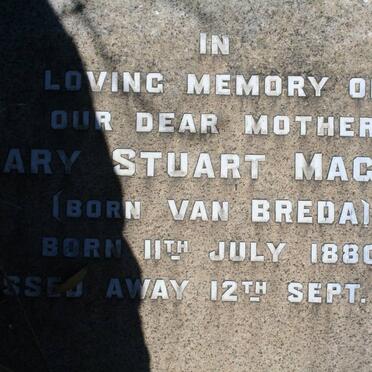 IN
LOVING MEMORY O
OUR DEAR MOTHER
ARY STUART MAC
(BORN VAN BREDA)
BORN 11TH JULY 1880
SSED AWAY 12TH SEPT.